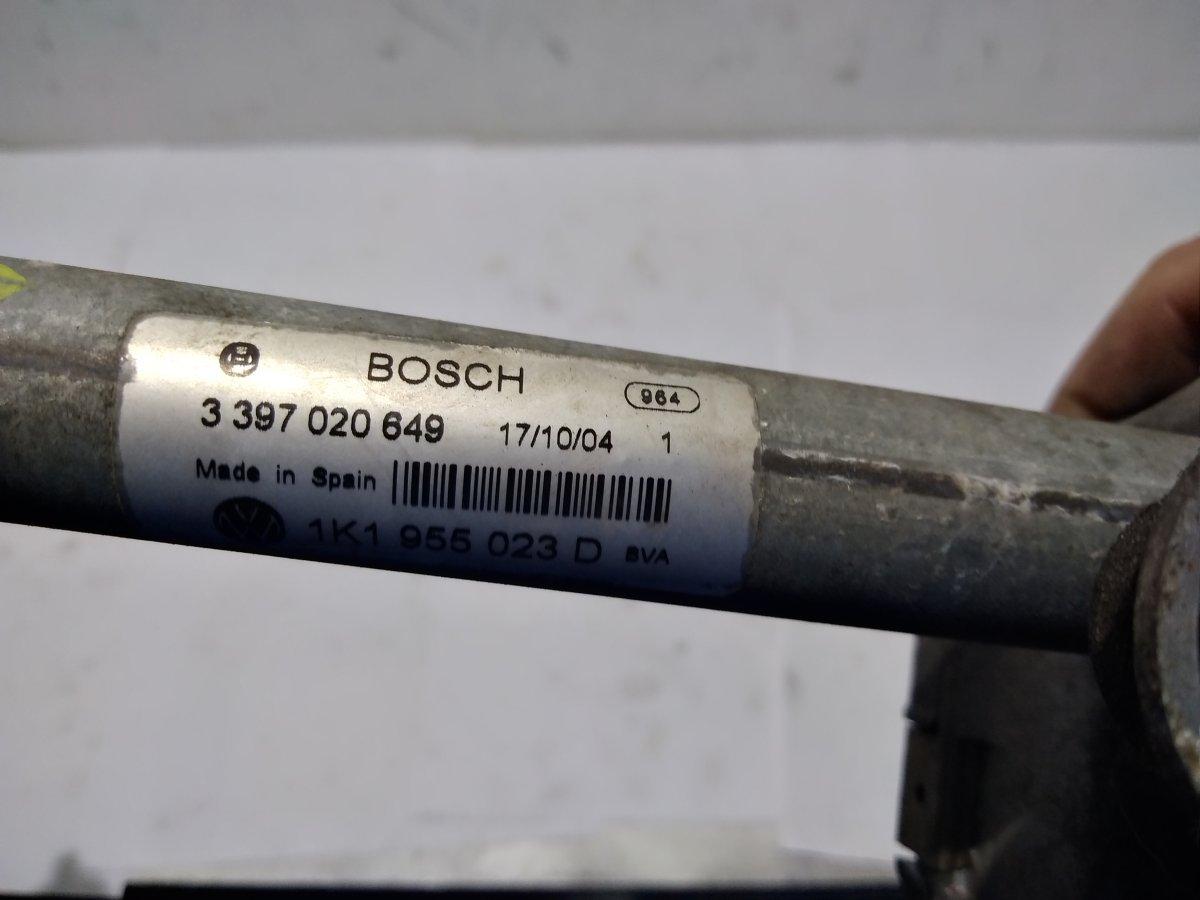 BOSCH
964
3 397 020 649 17/10/04 1
Made in Spain
1K1 955 023 D BVA